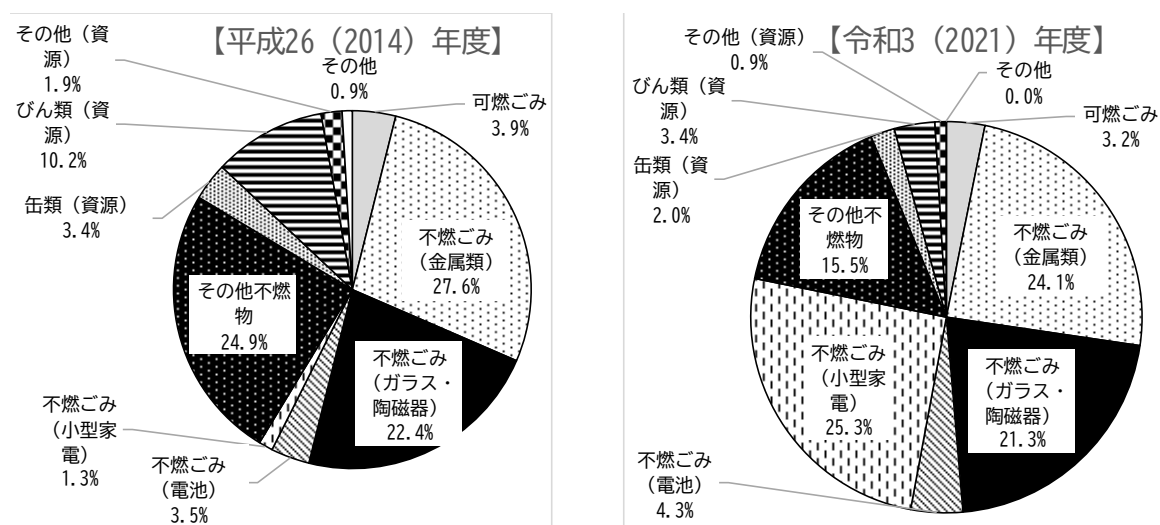 【平成26（2014）年度】
その他（資
源）
1.9%
その他
0.9%
可燃ごみ
3.9%
びん類（資
源）
10.2%
缶類（資源）
3.4%
不燃ごみ
（金属類）
27.6%
その他不燃
物
24.9%
不燃ごみ
（ガラス・
陶磁器）
22.4%
不燃ごみ
（小型家
電）
1.3%
不燃ごみ
（電池）
3.5%
【令和3（2021）年度】
その他（資源）
0.9%
その他
0.0%
可燃ごみ
3.2%
びん類（資
源）
3.4%
缶類（資
源）
2.0%
その他不
燃物
15.5%
不燃ごみ
（金属類）
24.1%
不燃ごみ
（小型家
電）
25.3%
不燃ごみ
（ガラス・
陶磁器）
21.3%
不燃ごみ
（電池）
4.3%